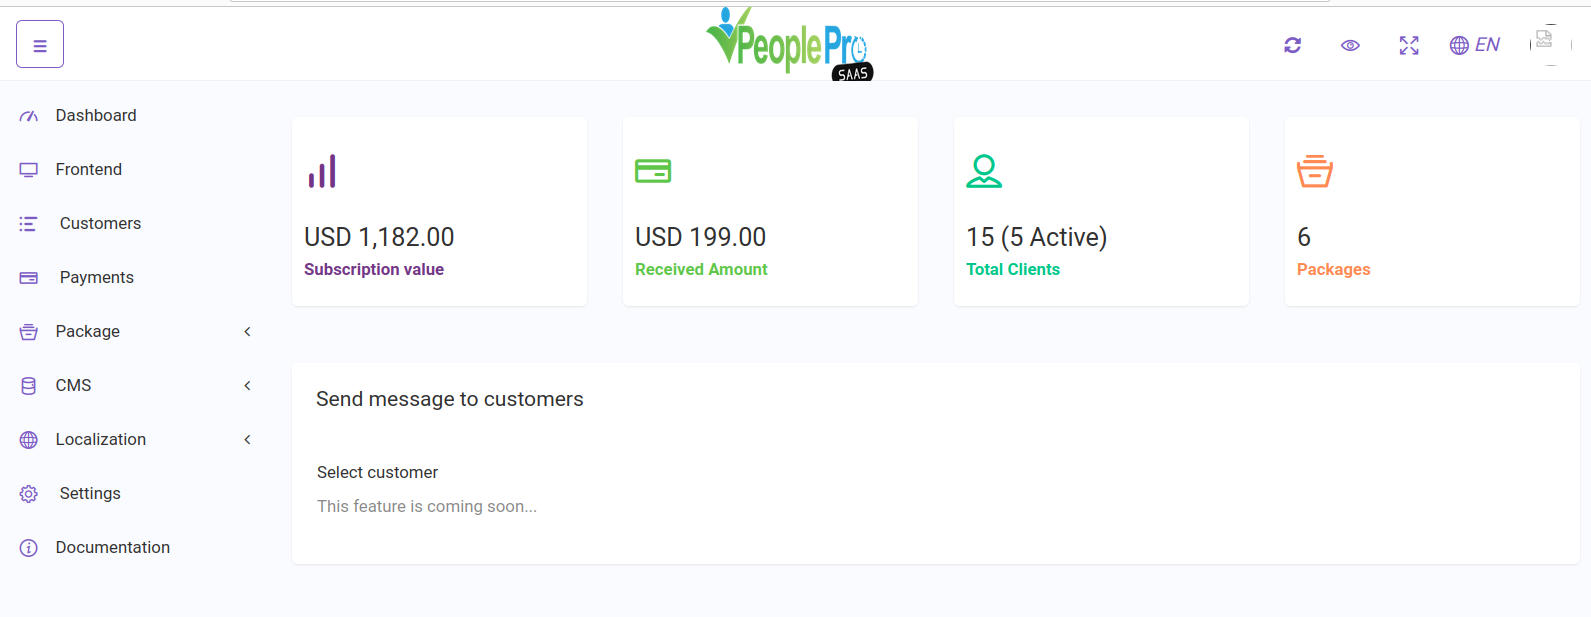 PeoplePro
SAAS
EN
Dashboard
Frontend
Customers
Payments
Package
CMS
Localization
Settings
Documentation
USD 1,182.00
Subscription value
USD 199.00
Received Amount
15 (5 Active)
Total Clients
6
Packages
Send message to customers
Select customer
This feature is coming soon...